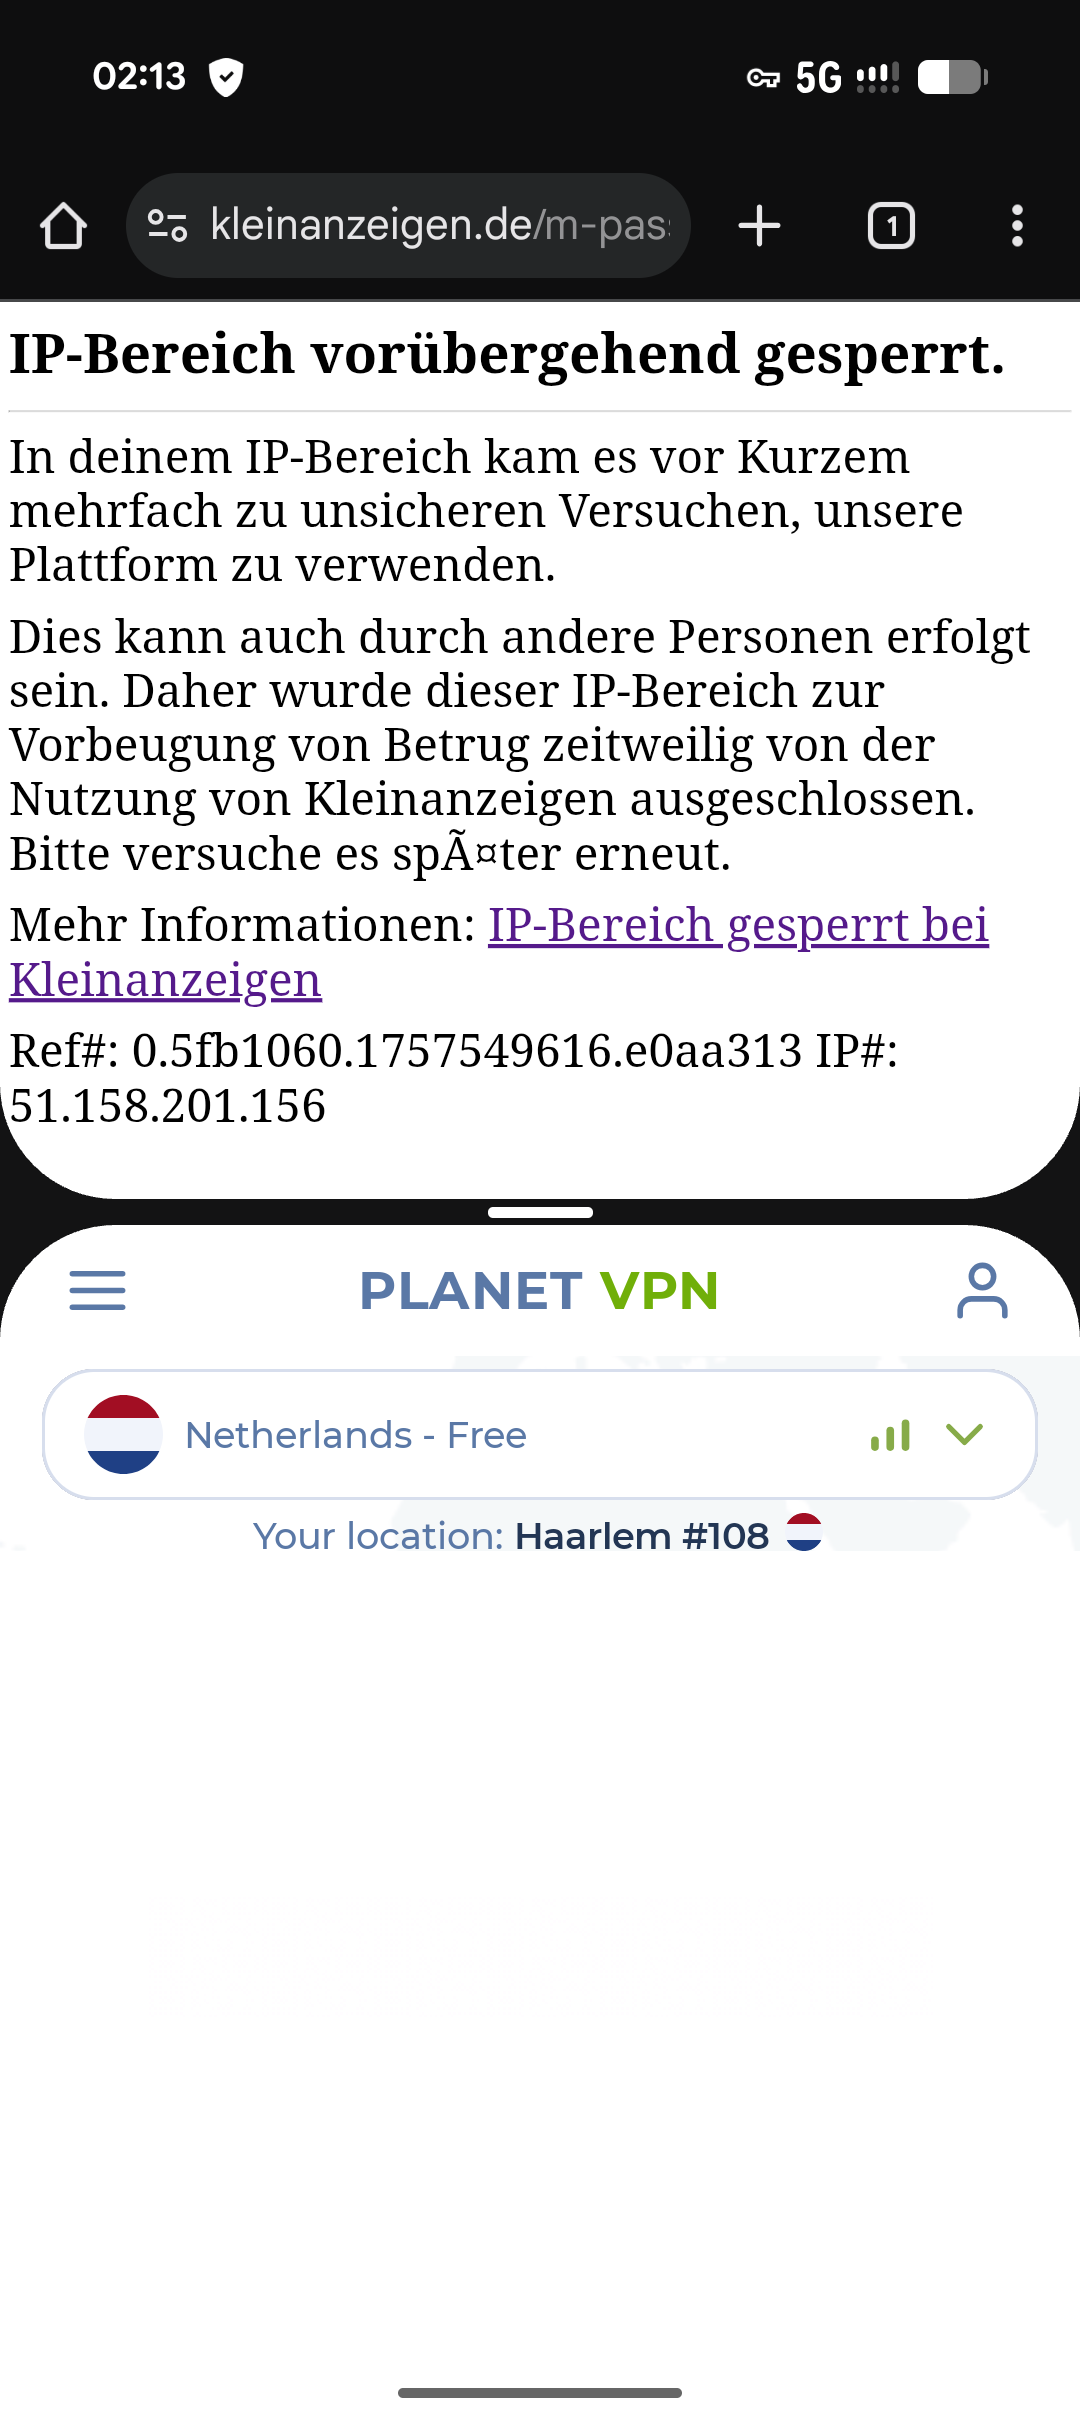 02:13
5G
kleinanzeigen.de/m-pas
1
IP-Bereich vorübergehend gesperrt.
In deinem IP-Bereich kam es vor Kurzem
mehrfach zu unsicheren Versuchen, unsere
Plattform zu verwenden.
Dies kann auch durch andere Personen erfolgt
sein. Daher wurde dieser IP-Bereich zur
Vorbeugung von Betrug zeitweilig von der
Nutzung von Kleinanzeigen ausgeschlossen.
Bitte versuche es spÃ¤ter erneut.
Mehr Informationen: IP-Bereich gesperrt bei
Kleinanzeigen
Ref#: 0.5fb1060.1757549616.e0aa313 IP#:
51.158.201.156
PLANET VPN
Netherlands - Free
Your location: Haarlem #108